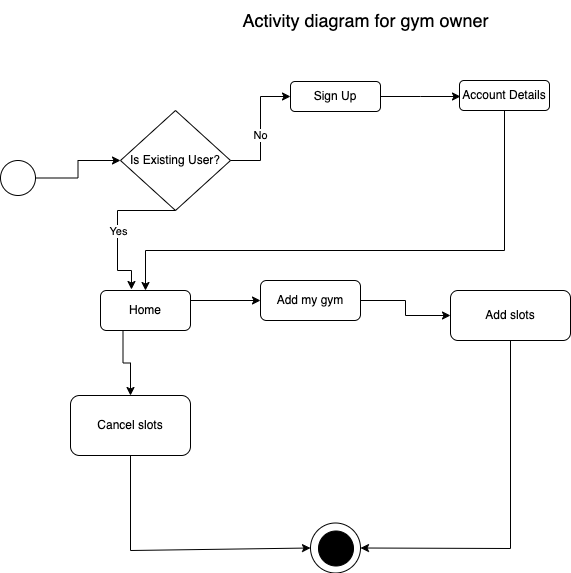 Activity diagram for gym owner
Sign Up
Account Details
No
Is Existing User?
Yes
Home
Add my gym
Add slots
Cancel slots